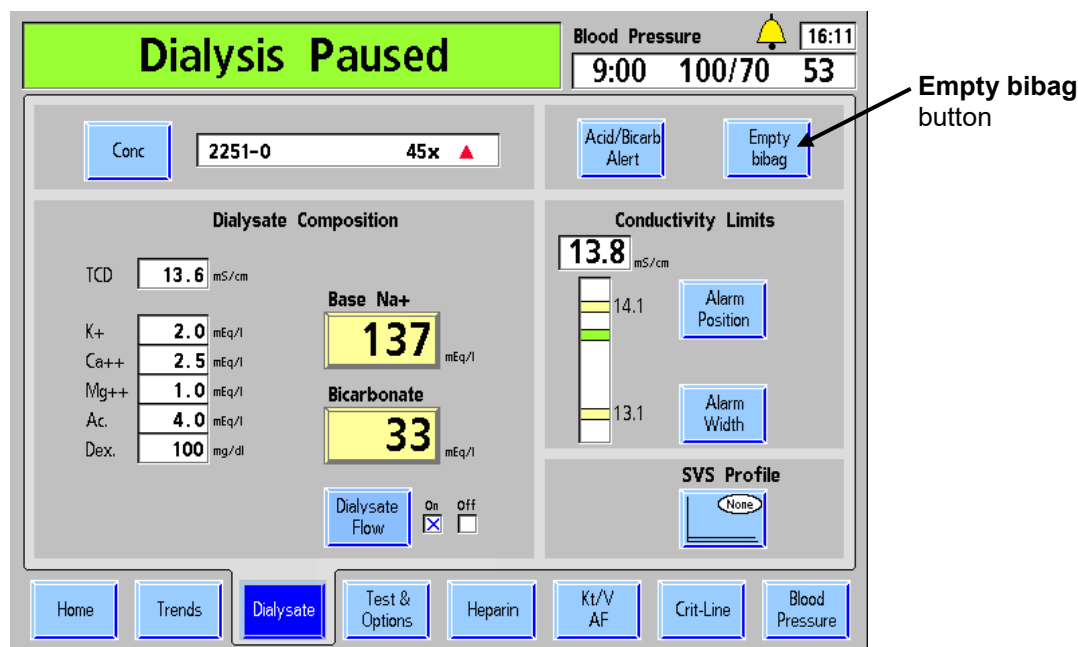 Dialysis Paused
Blood Pressure
16:11
9:00 100/70 53
Empty bibag
button
Conc
2251-0 45x
Acid/Bicarb
Alert
Empty
bibag
Dialysate Composition
TCD 13.6 mS/cm
K+ 2.0 mEq/l
Ca++ 2.5 mEq/l
Mg++ 1.0 mEq/l
Ac. 4.0 mEq/l
Dex. 100 mg/dl
Base Na+
137 mEq/l
Bicarbonate
33 mEq/l
Dialysate
Flow
On Off
Conductivity Limits
13.8 mS/cm
14.1
13.1
Alarm
Position
Alarm
Width
SVS Profile
None
Home
Trends
Dialysate
Test &
Options
Heparin
Kt/V
AF
Crit-Line
Blood
Pressure